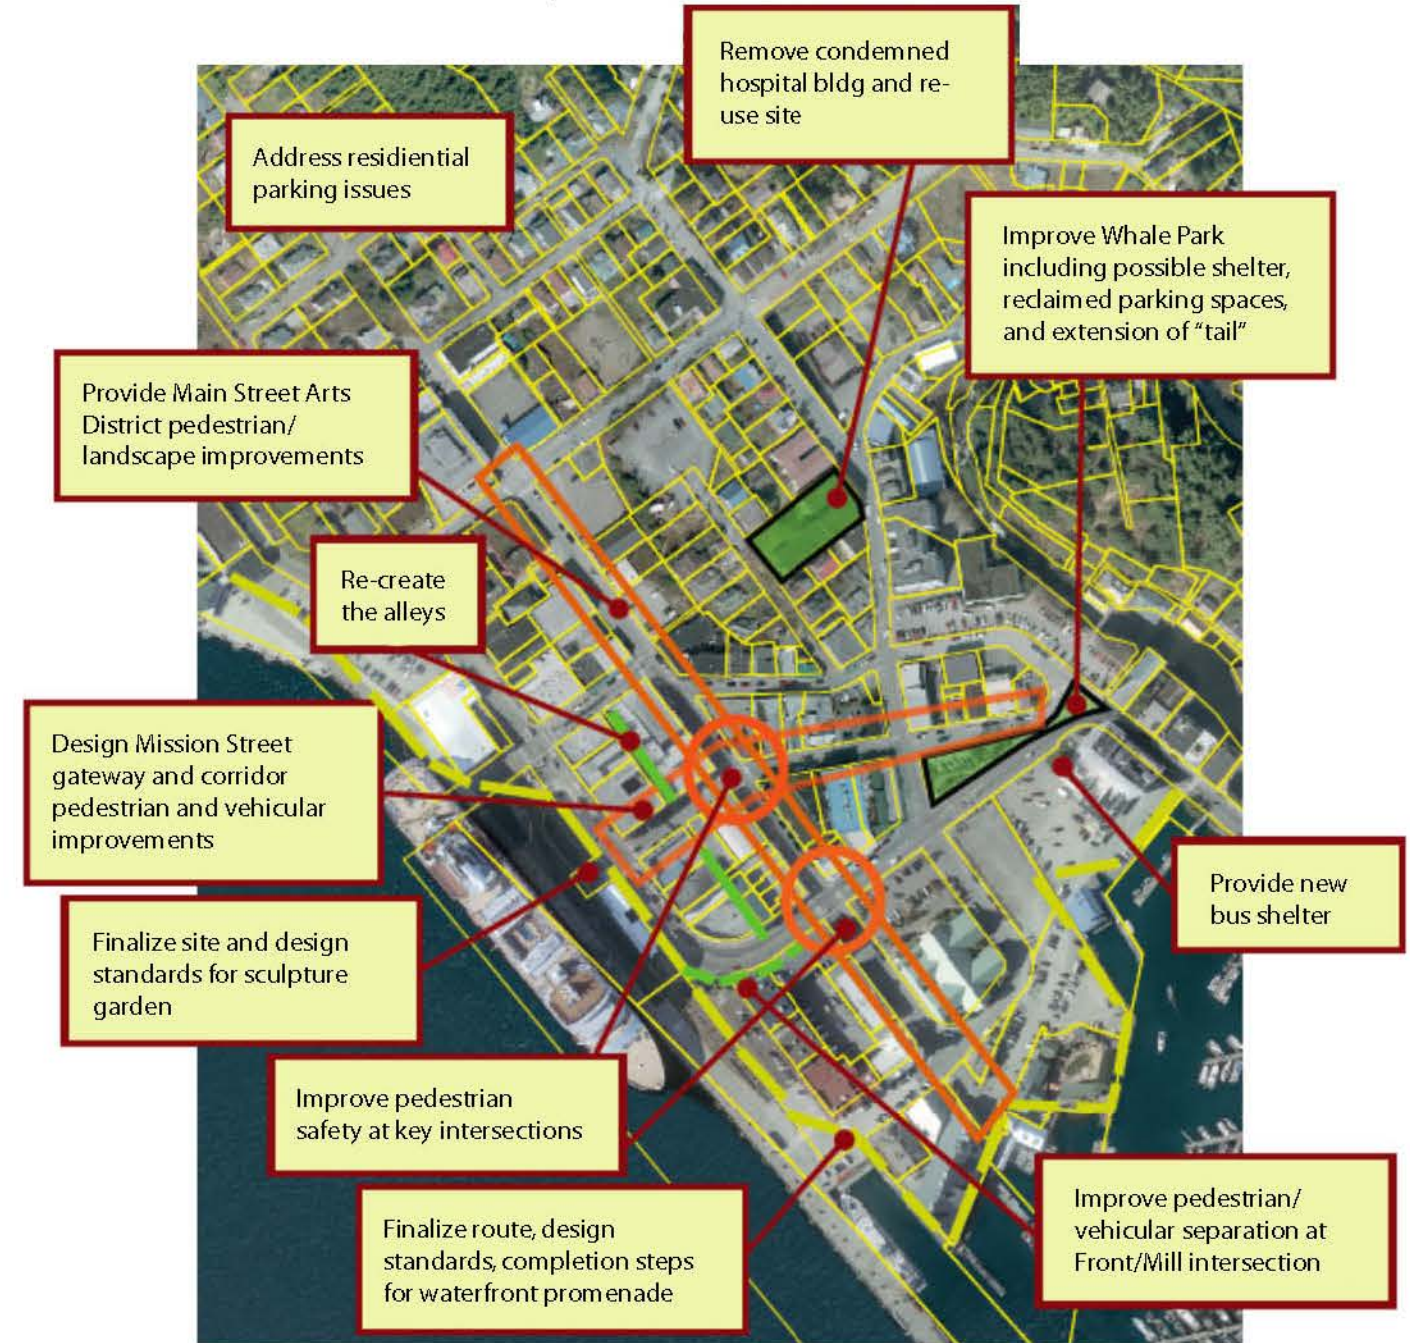 Remove condemned
hospital bldg and re-
use site
Address residiential
parking issues
Improve Whale Park
including possible shelter,
reclaimed parking spaces,
and extension of “tail”
Provide Main Street Arts
District pedestrian/
landscape improvements
Re-create
the alleys
Design Mission Street
gateway and corridor
pedestrian and vehicular
improvements
Provide new
bus shelter
Finalize site and design
standards for sculpture
garden
Improve pedestrian
safety at key intersections
Improve pedestrian/
vehicular separation at
Front/Mill intersection
Finalize route, design
standards, completion steps
for waterfront promenade